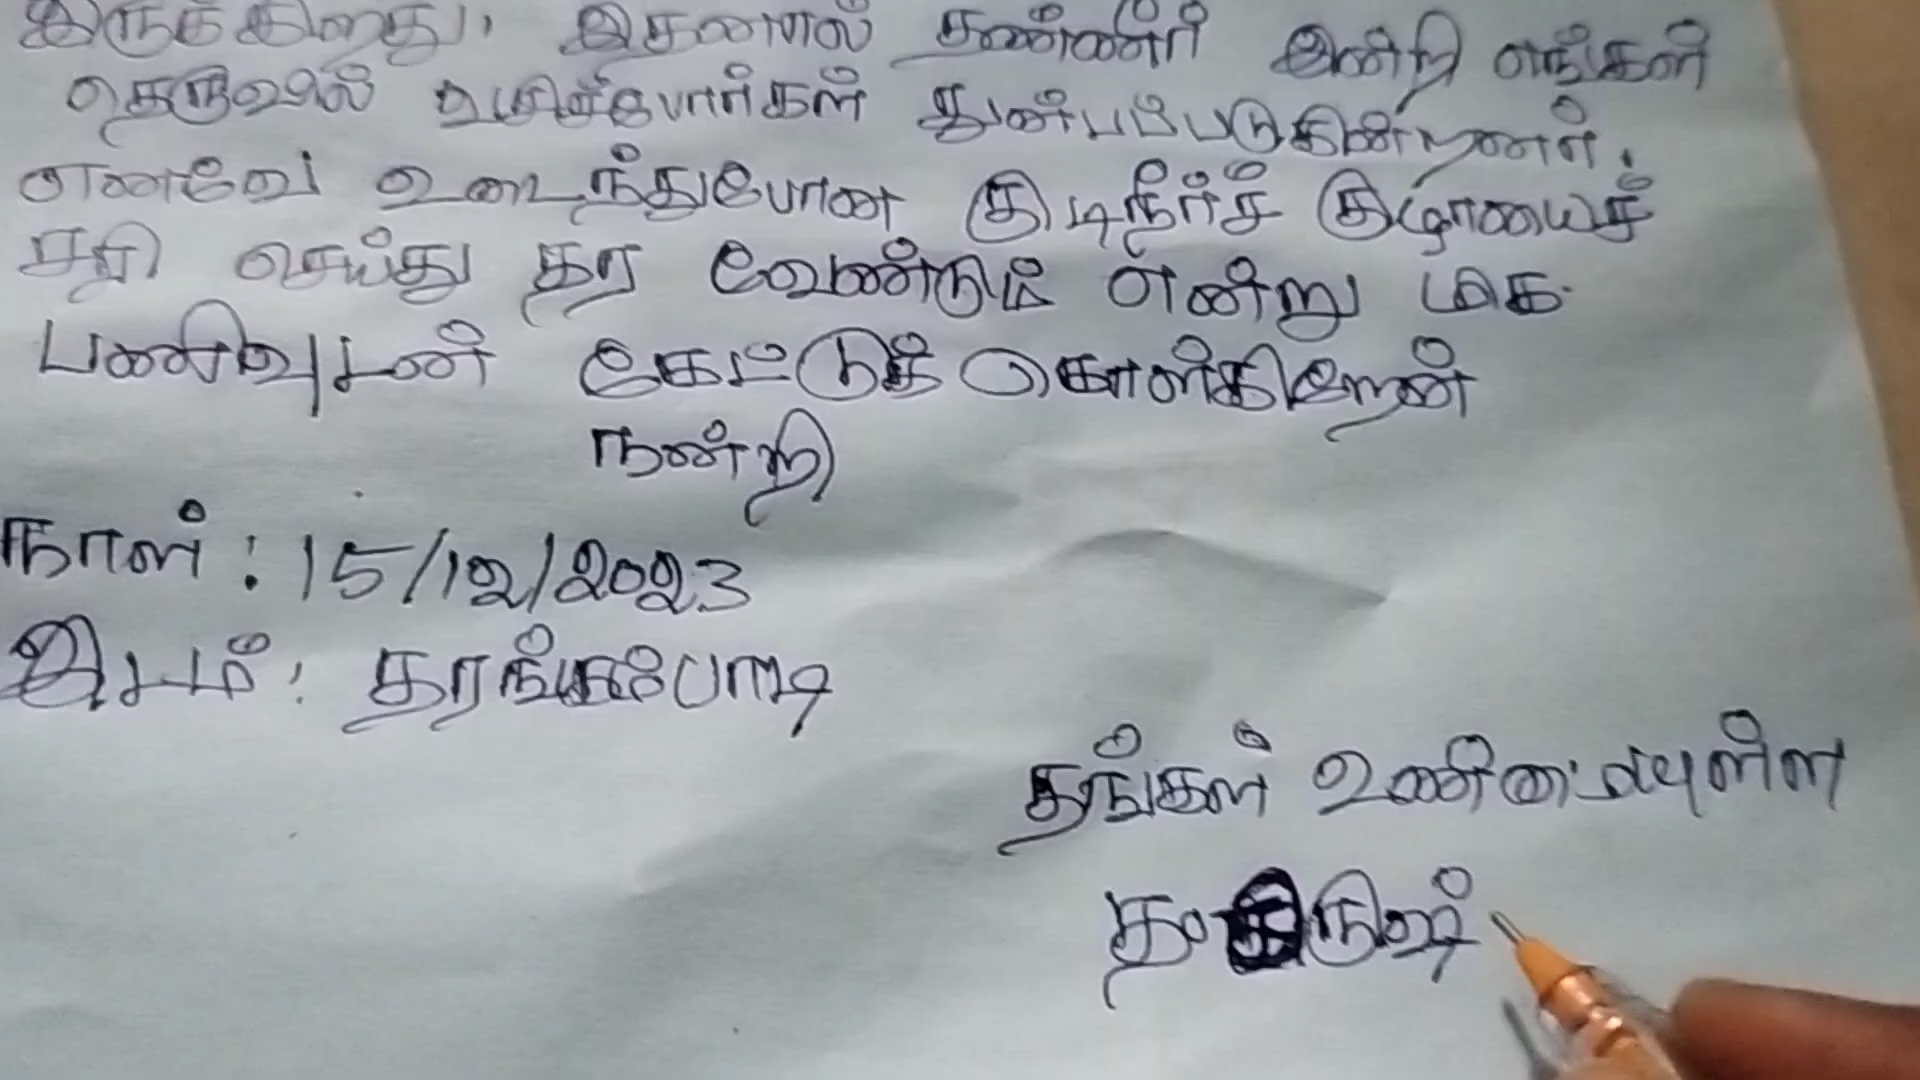 இருக்கிறது. இதனால் தண்ணீர் இன்றி எங்கள்
தெருவில் வசிப்போர்கள் துன்பப்படுகின்றனர்.
எனவே உடைந்துபோன குடிநீர்ச் குழாயைச்
சரி செய்து தர வேண்டும் என்று மிக
பணிவுடன் கேட்டுக் கொள்கிறேன்
நன்றி
நாள் : 15/12/2023
இடம் : தரங்கம்பாடி
தங்கள் உண்மையுள்ள